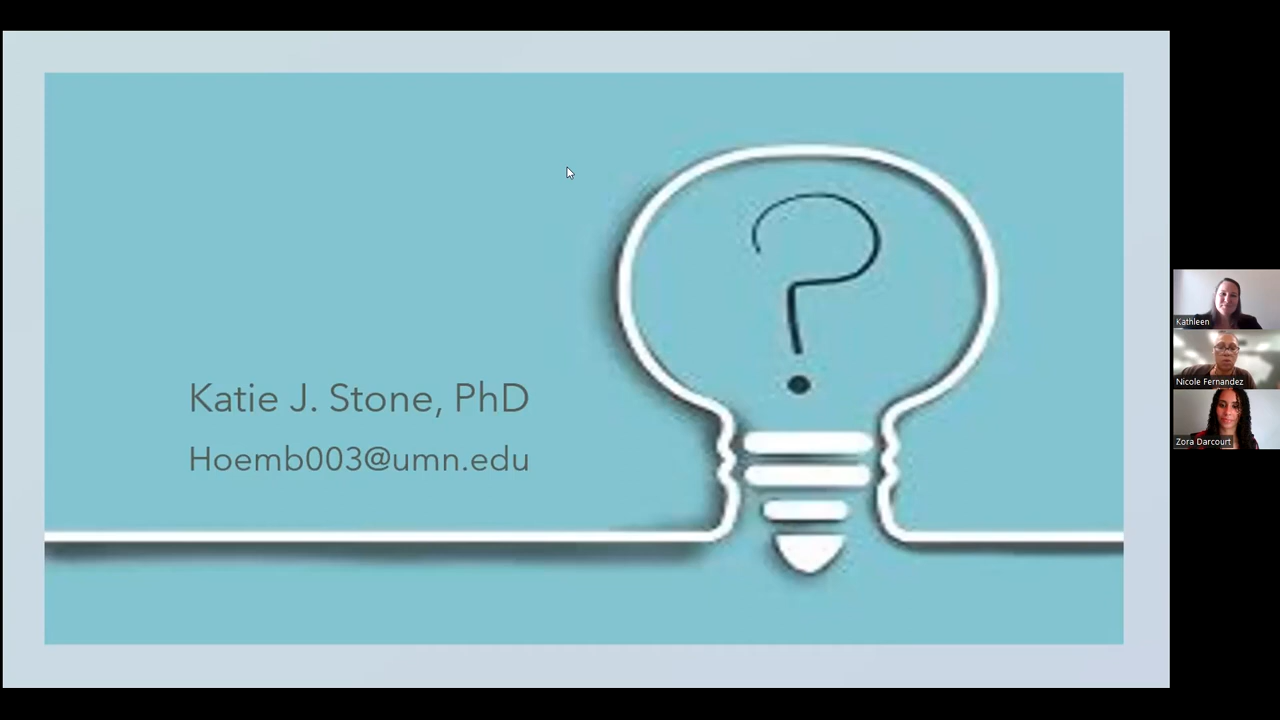 Katie J. Stone, PhD
Hoemb003@umn.edu
?
Kathleen
Nicole Fernandez
Zora Darcourt